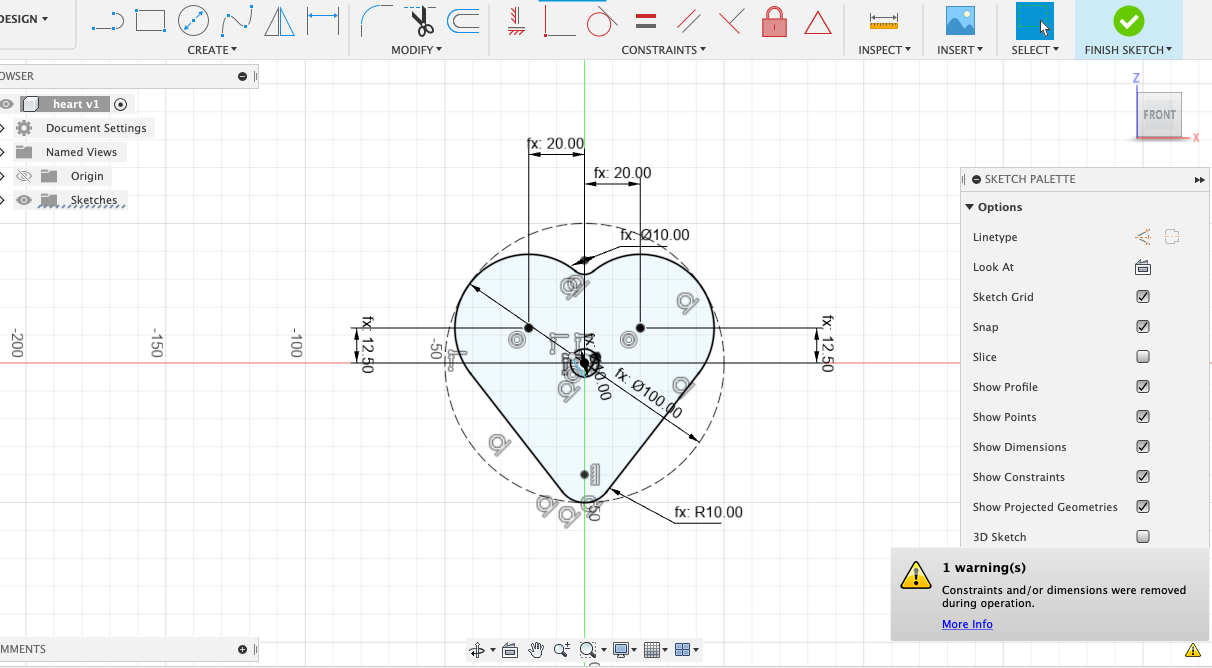 DESIGN ▾
CREATE ▾
MODIFY ▾
CONSTRAINTS ▾
INSPECT ▾
INSERT ▾
SELECT ▾
FINISH SKETCH ▾
OWSER
heart v1
Document Settings
Named Views
Origin
Sketches
Z
FRONT
X
fx: 20.00
fx: 20.00
fx: Ø10.00
fx: 12.50
fx: 12.50
fx: Ø100.00
fx: R10.00
-200
-150
-100
-50
50
SKETCH PALETTE
Options
Linetype
Look At
Sketch Grid
Snap
Slice
Show Profile
Show Points
Show Dimensions
Show Constraints
Show Projected Geometries
3D Sketch
1 warning(s)
Constraints and/or dimensions were removed
during operation.
More Info
MMENTS